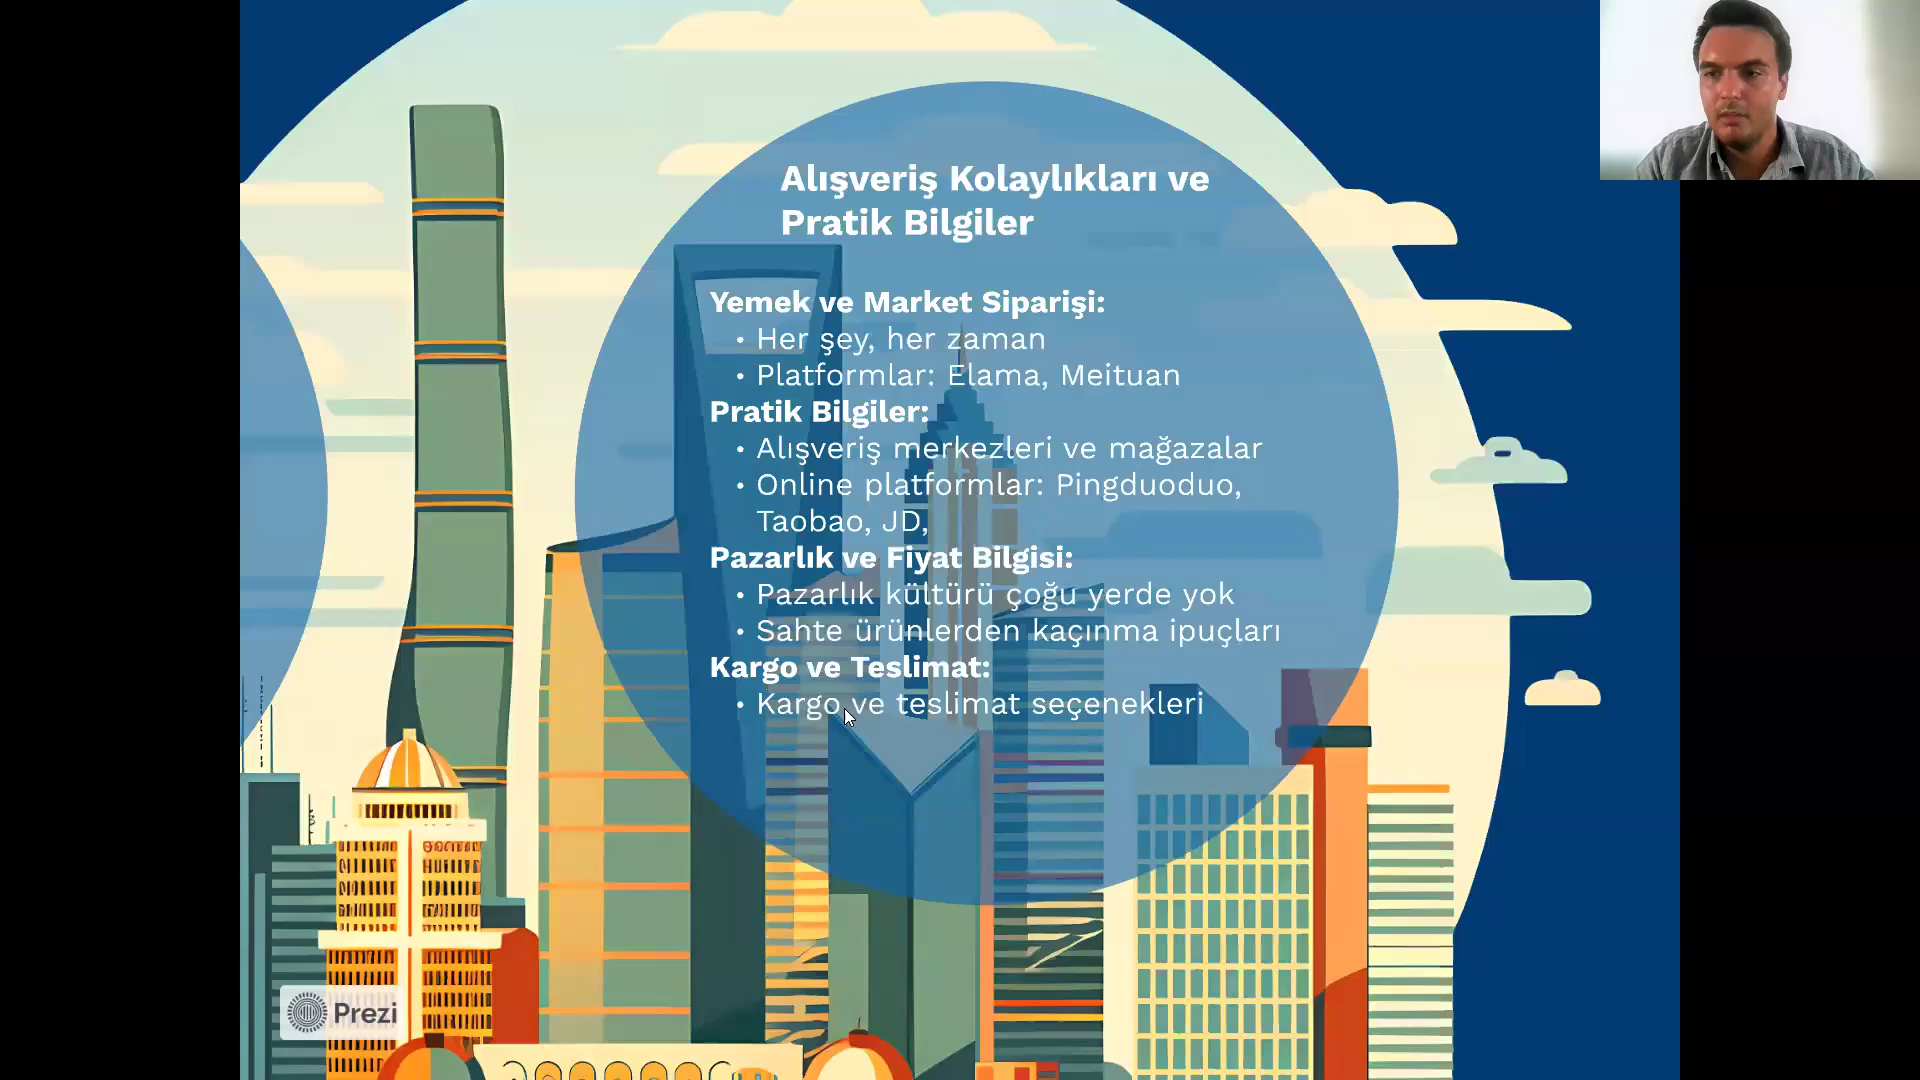 Alışveriş Kolaylıkları ve
Pratik Bilgiler
Yemek ve Market Siparişi:
• Her şey, her zaman
• Platformlar: Elama, Meituan
Pratik Bilgiler:
• Alışveriş merkezleri ve mağazalar
• Online platformlar: Pingduoduo,
Taobao, JD,
Pazarlık ve Fiyat Bilgisi:
• Pazarlık kültürü çoğu yerde yok
• Sahte ürünlerden kaçınma ipuçları
Kargo ve Teslimat:
• Kargo ve teslimat seçenekleri
Prezi